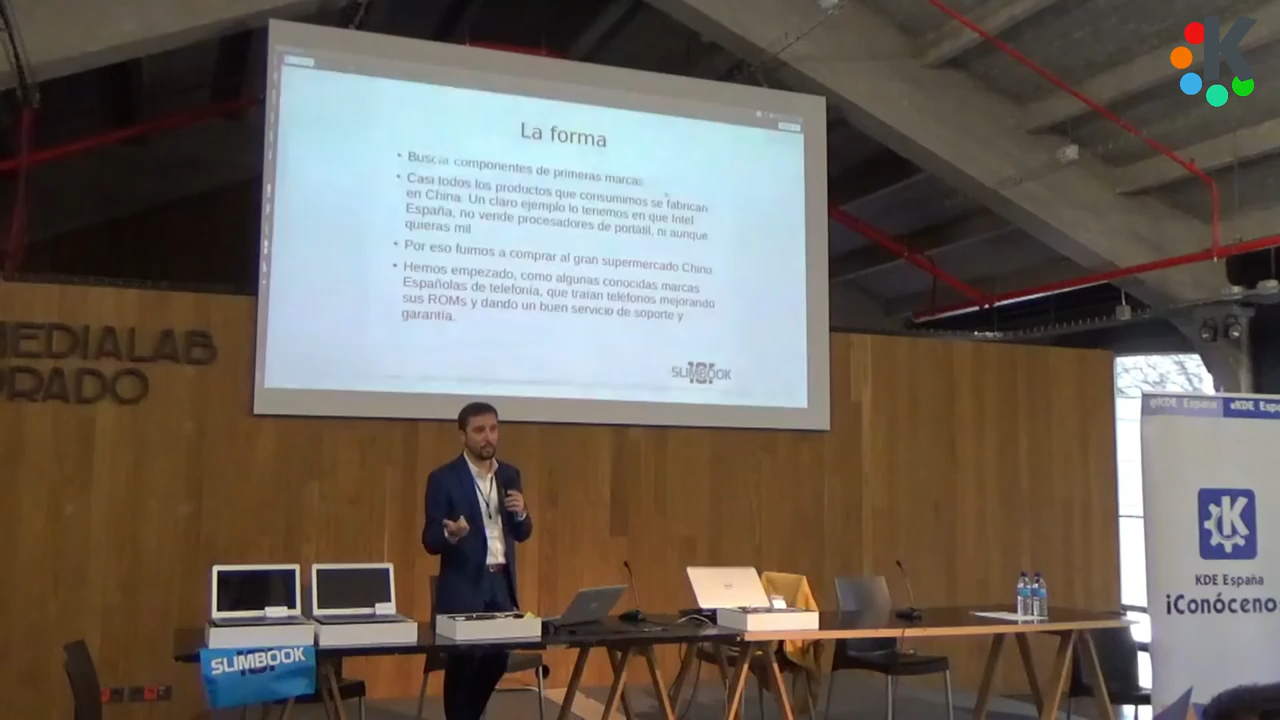 La forma
• Buscar componentes de primeras marcas
• Casi todos los productos que consumimos se fabrican
en China. Un claro ejemplo lo tenemos en que Intel
España, no vende procesadores de portátil, ni aunque
quieras mil
• Por eso fuimos a comprar al gran supermercado China
• Hemos empezado, como algunas conocidas marcas
Españolas de telefonía, que traían teléfonos mejorando
sus ROMs y dando un buen servicio de soporte y
garantía.
SLIMBOOK
K
MEDIALAB
PRADO
SLIMBOOK
@KDE España
K
KDE España
¡Conóceno